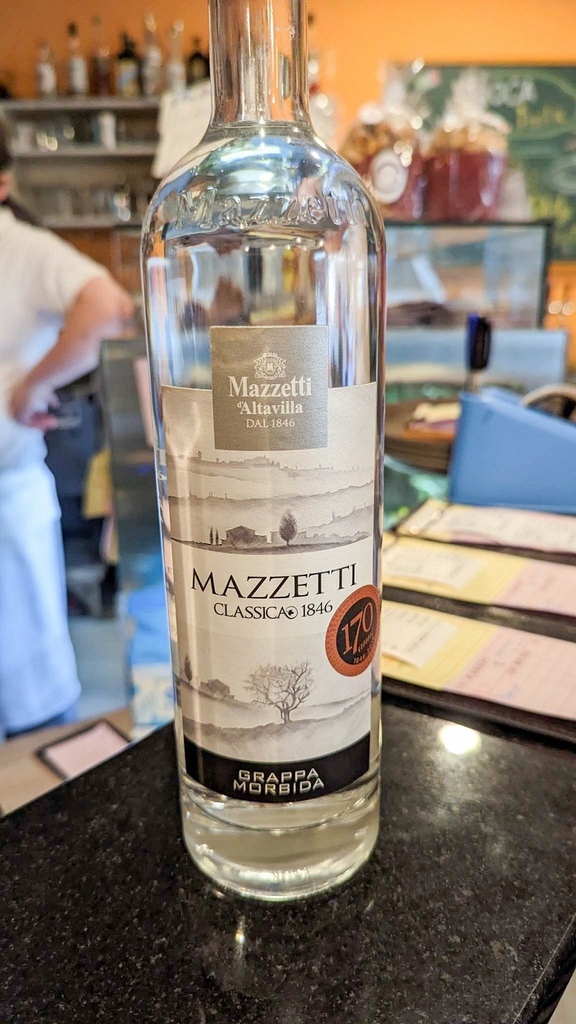 Mazzetti
Mazzetti
d'Altavilla
DAL 1846
MAZZETTI
CLASSICA 1846
170
GRAPPA
MORBIDA